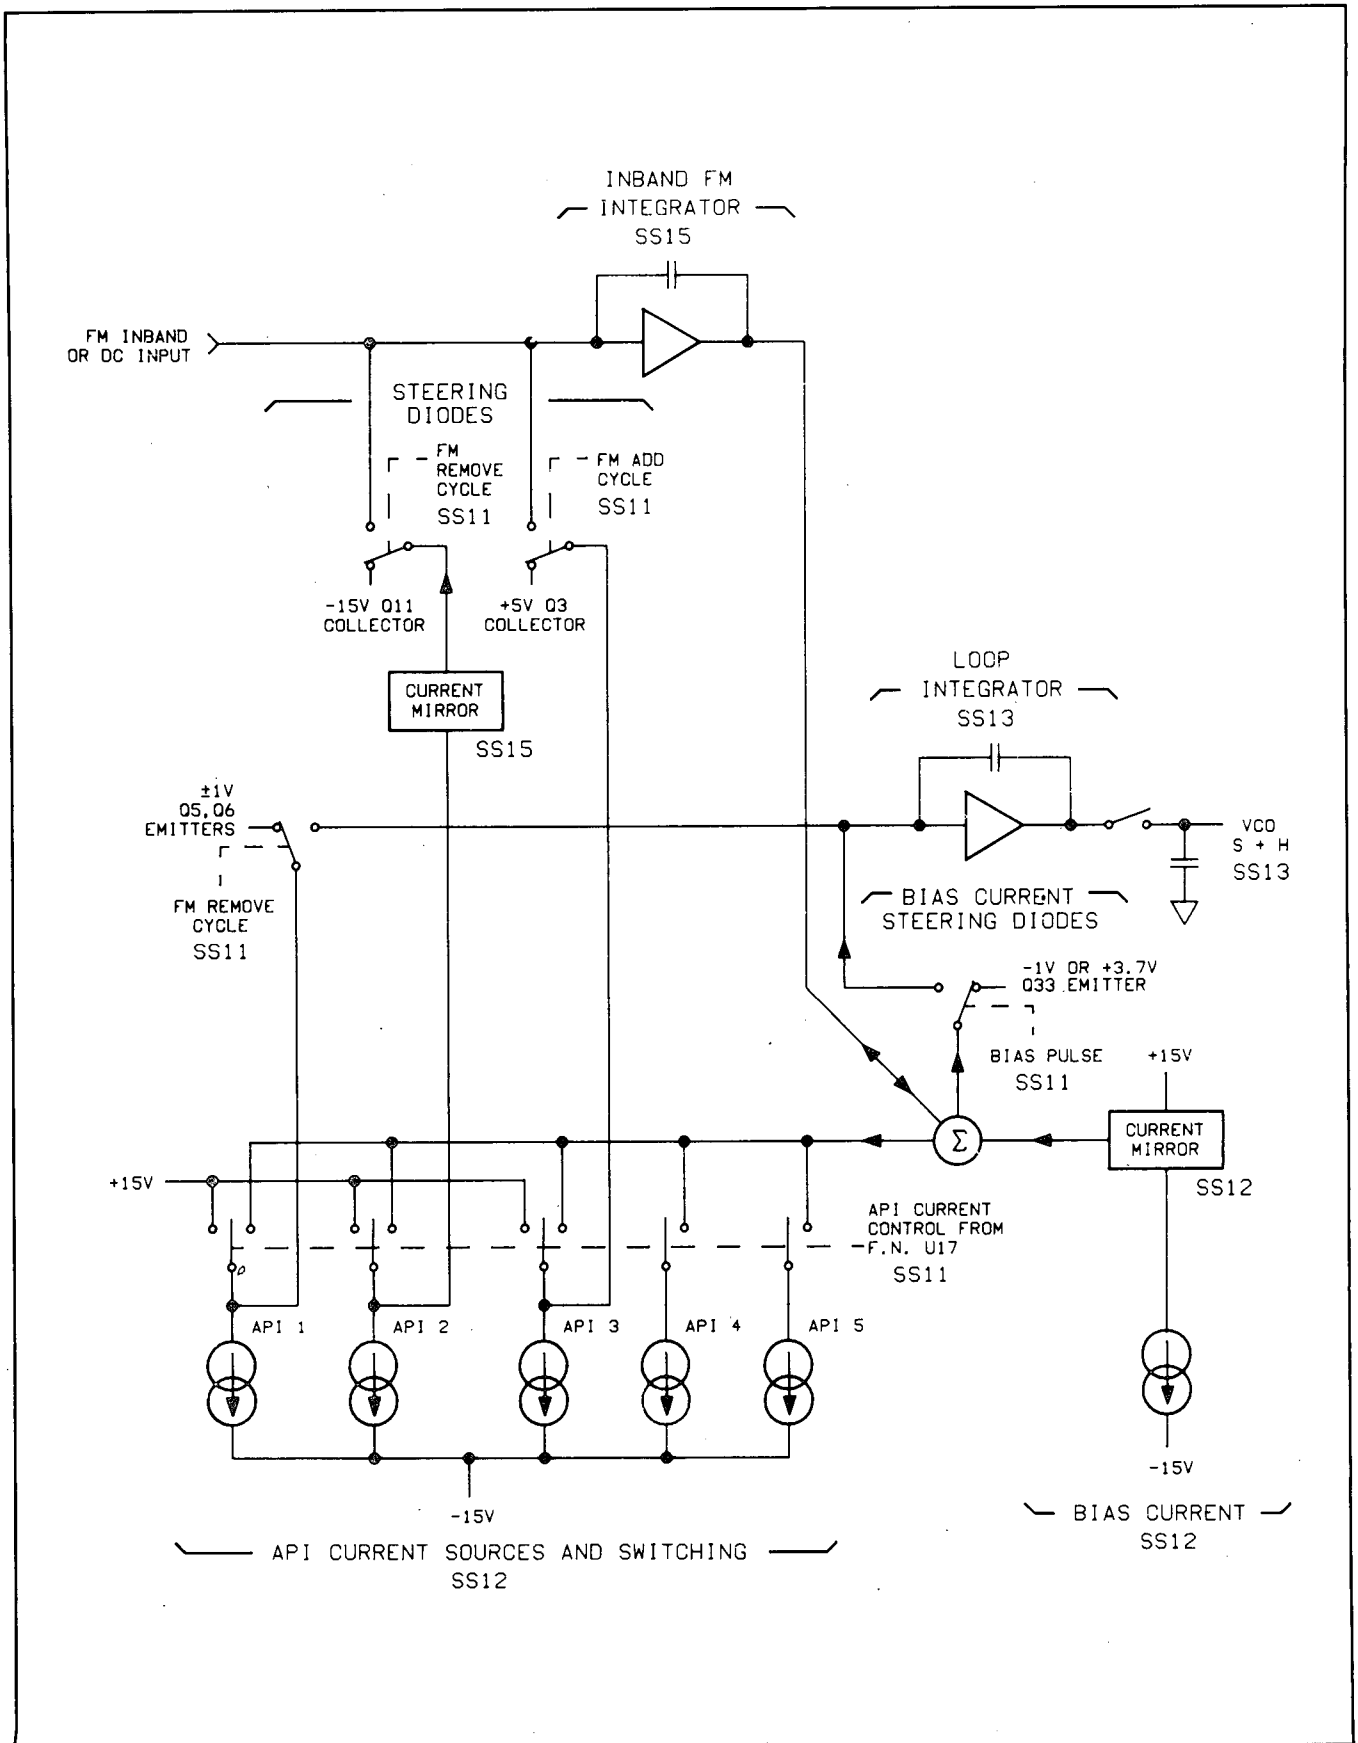 INBAND FM
INTEGRATOR
SS15
FM INBAND
OR DC INPUT
STEERING
DIODES
FM
REMOVE
CYCLE
SS11
FM ADD
CYCLE
SS11
-15V Q11
COLLECTOR
+5V Q3
COLLECTOR
CURRENT
MIRROR
SS15
LOOP
INTEGRATOR
SS13
±1V
Q5,Q6
EMITTERS
VCO
S + H
SS13
FM REMOVE
CYCLE
SS11
BIAS CURRENT
STEERING DIODES
-1V OR +3.7V
Q33 EMITTER
BIAS PULSE
SS11
+15V
Σ
CURRENT
MIRROR
SS12
+15V
API CURRENT
CONTROL FROM
F.N. U17
SS11
API 1
API 2
API 3
API 4
API 5
-15V
-15V
BIAS CURRENT
SS12
API CURRENT SOURCES AND SWITCHING
SS12